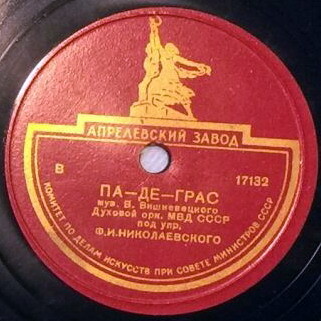 АПРЕЛЕВСКИЙ ЗАВОД
В 17132
ПА-ДЕ-ГРАС
муз. В. Вишневецкого
Духовой орк. МВД СССР
под упр.
Ф.И.НИКОЛАЕВСКОГО
КОМИТЕТ ПО ДЕЛАМ ИСКУССТВ ПРИ СОВЕТЕ МИНИСТРОВ СССР